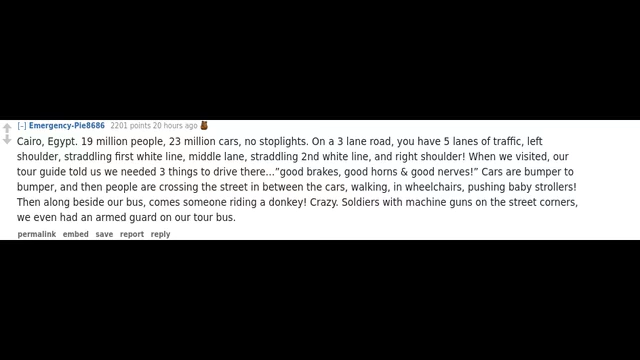 [–] Emergency-Pie8686 2201 points 20 hours ago
Cairo, Egypt. 19 million people, 23 million cars, no stoplights. On a 3 lane road, you have 5 lanes of traffic, left
shoulder, straddling first white line, middle lane, straddling 2nd white line, and right shoulder! When we visited, our
tour guide told us we needed 3 things to drive there...”good brakes, good horns & good nerves!” Cars are bumper to
bumper, and then people are crossing the street in between the cars, walking, in wheelchairs, pushing baby strollers!
Then along beside our bus, comes someone riding a donkey! Crazy. Soldiers with machine guns on the street corners,
we even had an armed guard on our tour bus.
permalink embed save report reply